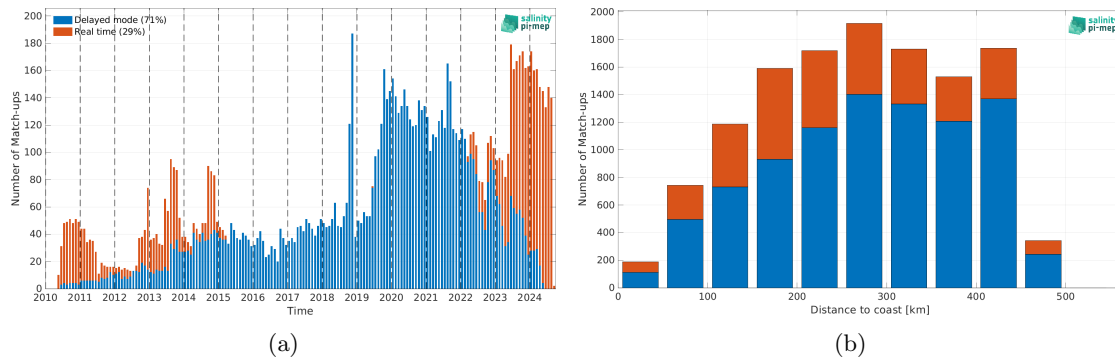 Delayed mode (71%)
Real time (29%)
salinity
pi-mep
Number of Match-ups
200
180
160
140
120
100
80
60
40
20
0
2010 2011 2012 2013 2014 2015 2016 2017 2018 2019 2020 2021 2022 2023 2024
Time
(a)
salinity
pi-mep
Number of Match-ups
2000
1800
1600
1400
1200
1000
800
600
400
200
0
0 100 200 300 400 500
Distance to coast [km]
(b)